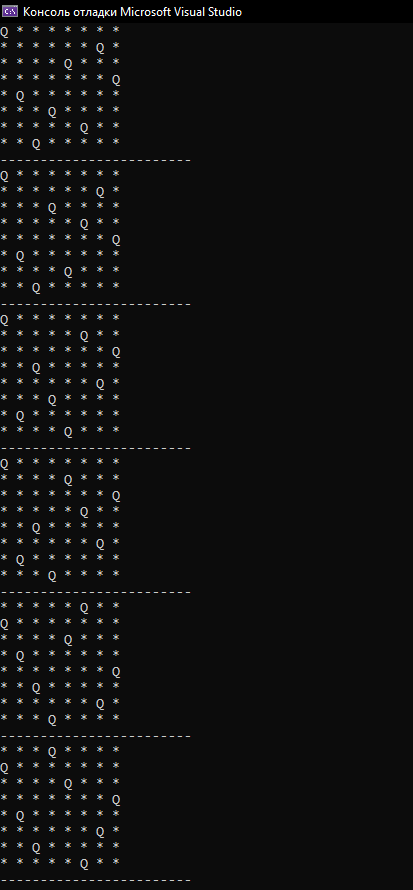 C:\ Консоль отладки Microsoft Visual Studio
Q * * * * * * *
* * * * * * Q *
* * * * Q * * *
* * * * * * * Q
* Q * * * * * *
* * * Q * * * *
* * * * * Q * *
* * Q * * * * *
------------------------
Q * * * * * * *
* * * * * * Q *
* * * Q * * * *
* * * * * Q * *
* * * * * * * Q
* Q * * * * * *
* * * * Q * * *
* * Q * * * * *
------------------------
Q * * * * * * *
* * * * * Q * *
* * * * * * * Q
* * Q * * * * *
* * * * * * Q *
* * * Q * * * *
* Q * * * * * *
* * * * Q * * *
------------------------
Q * * * * * * *
* * * * Q * * *
* * * * * * * Q
* * * * * Q * *
* * Q * * * * *
* * * * * * Q *
* Q * * * * * *
* * * Q * * * *
------------------------
* * * * * Q * *
Q * * * * * * *
* * * * Q * * *
* Q * * * * * *
* * * * * * * Q
* * Q * * * * *
* * * * * * Q *
* * * Q * * * *
------------------------
* * * Q * * * *
Q * * * * * * *
* * * * Q * * *
* * * * * * * Q
* Q * * * * * *
* * * * * * Q *
* * Q * * * * *
* * * * * Q * *
------------------------